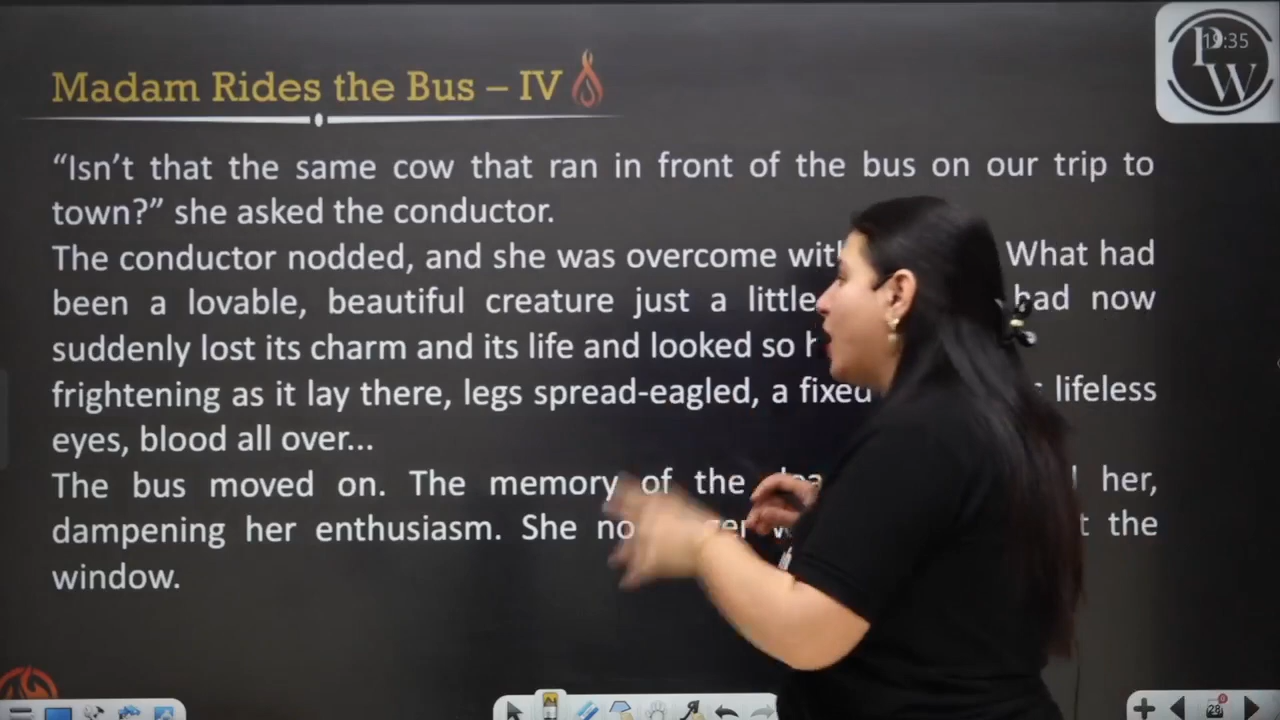 Madam Rides the Bus – IV
PW
19:35
“Isn’t that the same cow that ran in front of the bus on our trip to
town?” she asked the conductor.
The conductor nodded, and she was overcome with What had
been a lovable, beautiful creature just a little had now
suddenly lost its charm and its life and looked so
frightening as it lay there, legs spread-eagled, a fixed lifeless
eyes, blood all over...
The bus moved on. The memory of the her,
dampening her enthusiasm. She no the
window.
28